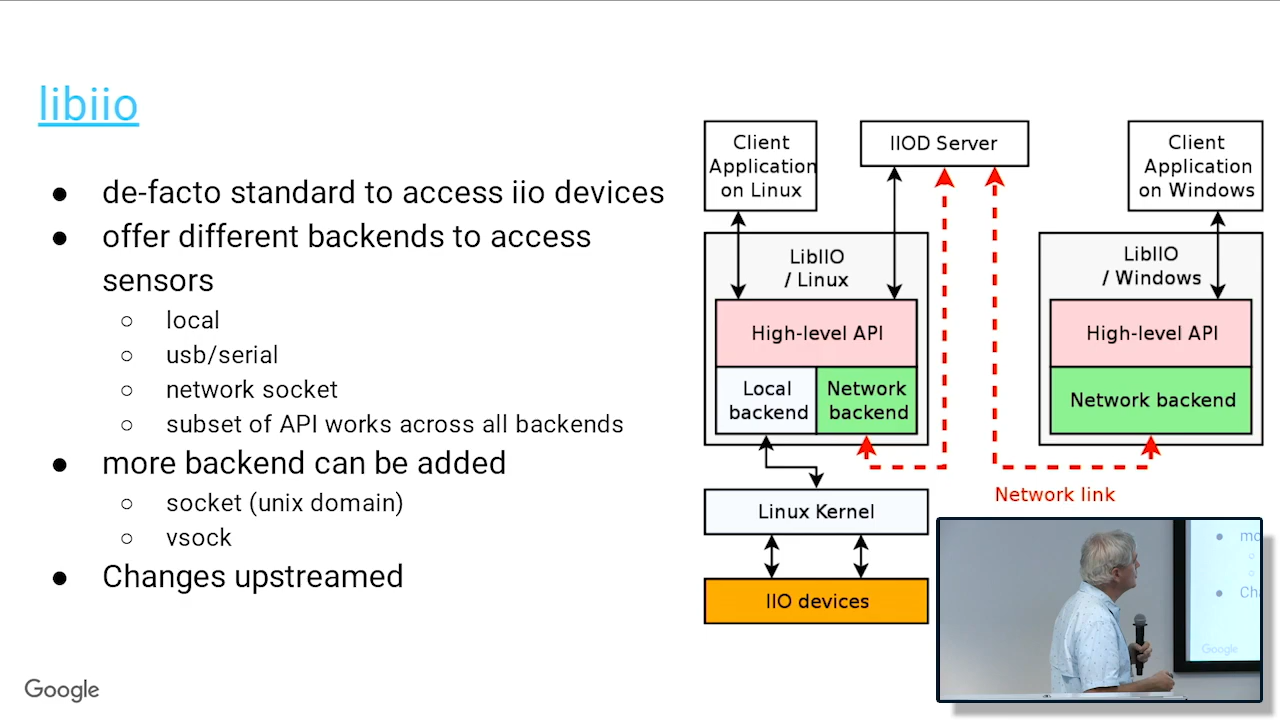 libiio
● de-facto standard to access iio devices
● offer different backends to access
sensors
○ local
○ usb/serial
○ network socket
○ subset of API works across all backends
● more backend can be added
○ socket (unix domain)
○ vsock
● Changes upstreamed
Google
Client
Application
on Linux
IIOD Server
Client
Application
on Windows
LibIIO
/ Linux
LibIIO
/ Windows
High-level API
High-level API
Local
backend
Network
backend
Network backend
Network link
Linux Kernel
IIO devices
● mo
○
○
● Ch
Google